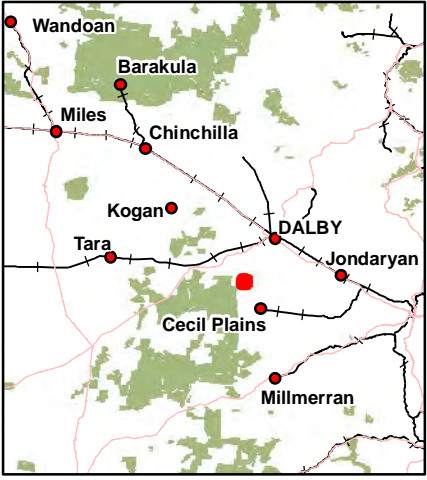 Wandoan
Barakula
Miles
Chinchilla
Kogan
DALBY
Tara
Jondaryan
Cecil Plains
Millmerran